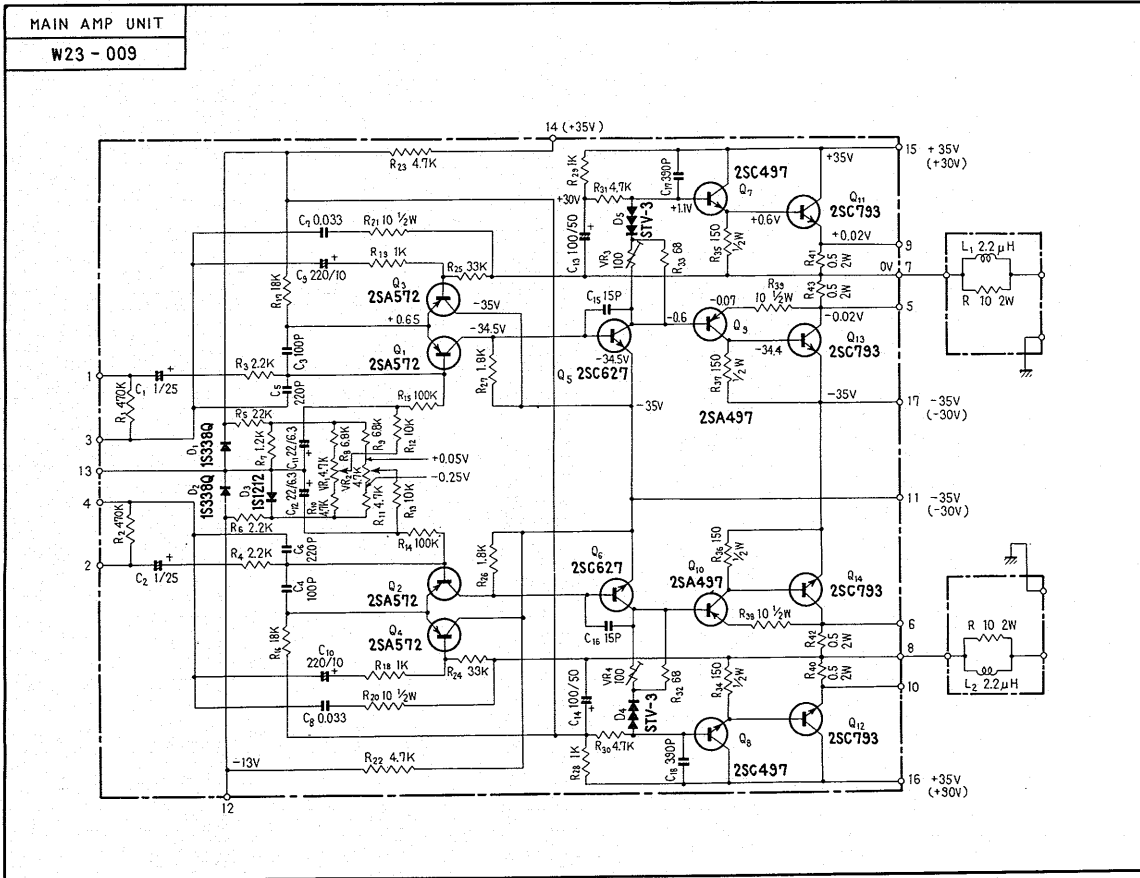 MAIN AMP UNIT
W23 - 009
14 (+35V)
R23 4.7K
R29 1K
R31 4.7K
C17 390P
2SC497
Q7
+35V
15 +35V
(+30V)
+30V
+1.1V
D5
STV-3
Q11
2SC793
+0.6V
C7 0.033
R21 10 ½W
C13 100/50
VR3
100
R33 68
R35 150
½W
+0.02V
9
R41
0.5
2W
0V 7
L1 2.2μH
R 10 2W
C9 220/10
R19 1K
R25 33K
R17 18K
Q3
2SA572
-35V
R39
10 ½W
R43
0.5
2W
5
C15 15P
-0.07
-0.02V
+0.65
-34.5V
-0.6
Q9
Q13
2SC793
C3 100P
Q1
2SA572
-34.5V
R37 150
½W
-34.4
1
C1 1/25
R3 2.2K
R27 1.8K
Q5
2SC627
R1 470K
C5
220P
R15 100K
-35V
2SA497
-35V
17 -35V
(-30V)
3
R5 22K
D1
1S338Q
R7 1.2K
C11 22/6.3
R8 6.8K
R9 6.8K
R12 10K
+0.05V
13
VR1 4.7K
VR2 4.7K
-0.25V
D2
1S338Q
D3
1S1212
C12 22/6.3
R10 4.7K
R11 4.7K
R13 10K
4
11 -35V
(-30V)
R2 470K
R6 2.2K
R14 100K
C6
220P
R4 2.2K
2
C2 1/25
C4
100P
Q2
2SA572
R26 1.8K
Q6
2SC627
Q10
2SA497
R36 150
½W
Q14
2SC793
R16 18K
Q4
2SA572
C16 15P
R38 10 ½W
6
R42
0.5
2W
R 10 2W
L2 2.2μH
C10
220/10
R18 1K
R24
33K
8
R20 10 ½W
C8 0.033
C14 100/50
VR4
100
R32 68
R34 150
½W
R40
0.5
2W
10
D4
STV-3
Q12
2SC793
-13V
R22 4.7K
R28 1K
R30 4.7K
C18 390P
Q8
2SC497
16 +35V
(+30V)
12